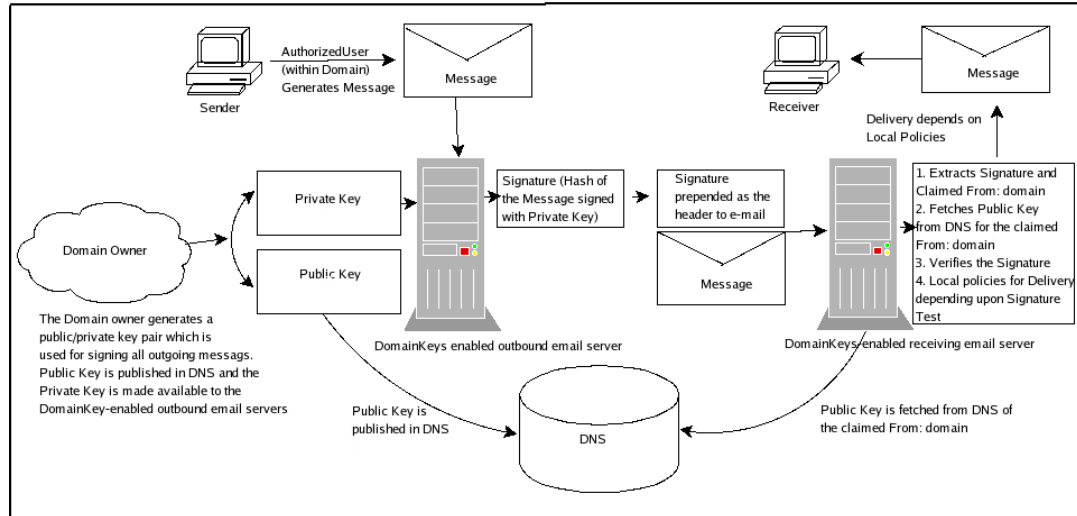 AuthorizedUser
(within Domain)
Generates Message
Sender
Message
Message
Receiver
Delivery depends on
Local Policies
Domain Owner
Private Key
Public Key
Signature (Hash of
the Message signed
with Private Key)
Signature
prepended as the
header to e-mail
Message
1. Extracts Signature and
Claimed From: domain
2. Fetches Public Key
from DNS for the claimed
From: domain
3. Verifies the Signature
4. Local policies for Delivery
depending upon Signature
Test
The Domain owner generates a
public/private key pair which is
used for signing all outgoing messages.
Public Key is published in DNS and the
Private Key is made available to the
DomainKey-enabled outbound email servers
DomainKeys enabled outbound email server
DomainKeys-enabled receiving email server
Public Key is
published in DNS
DNS
Public Key is fetched from DNS of
the claimed From: domain